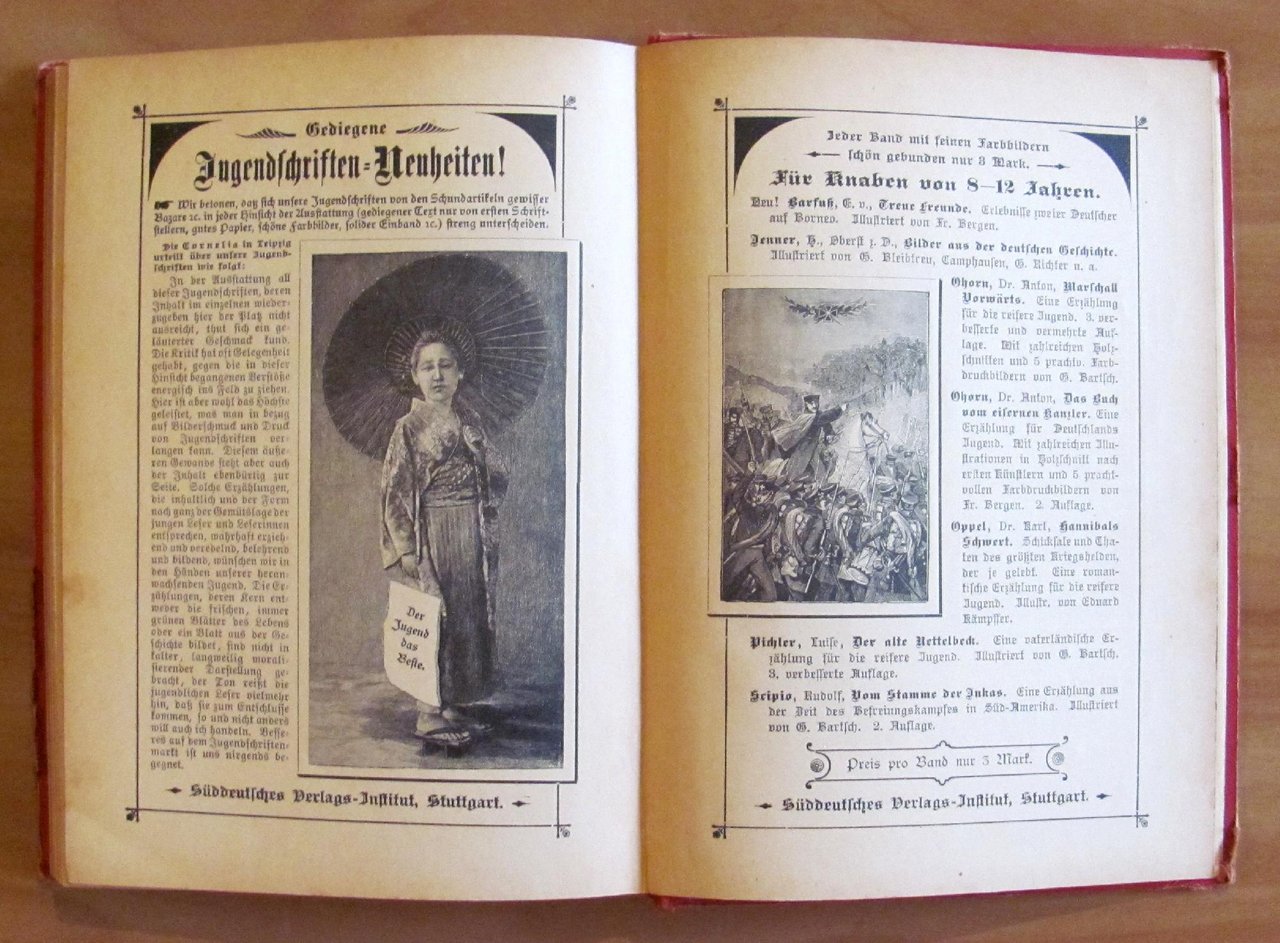 Gediegene
Jugendschriften-Neuheiten!
Wir betonen, daß sich unsere Jugendschriften von den Schundartikeln gewisser
Bazare ꝛc. in jeder Hinsicht der Ausstattung (gediegener Text nur von ersten Schrift-
stellern, gutes Papier, schöne Farbbilder, solider Einband ꝛc.) streng unterscheiden.
Die Cornelia in Leipzig
urteilt über unsere Jugend-
schriften wie folgt:
In der Ausstattung all
dieser Jugendschriften, deren
Inhalt im einzelnen wieder-
zugeben hier der Platz nicht
ausreicht, thut sich ein ge-
läuterter Geschmack kund.
Die Kritik hat oft Gelegenheit
gehabt, gegen die in dieser
Hinsicht begangenen Verstöße
energisch ins Feld zu ziehen.
Hier ist aber wohl das Höchste
geleistet, was man in bezug
auf Bilderschmuck und Druck
von Jugendschriften ver-
langen kann. Diesem äuße-
ren Gewande steht aber auch
der Inhalt ebenbürtig zur
Seite. Solche Erzählungen,
die inhaltlich und der Form
nach ganz der Gemütslage der
jungen Leser und Leserinnen
entsprechen, wahrhaft erzieh-
end und veredelnd, belehrend
und bildend, wünschen wir in
den Händen unserer heran-
wachsenden Jugend. Die Er-
zählungen, deren Kern ent-
weder die frischen, immer
grünen Blätter des Lebens
oder ein Blatt aus der Ge-
schichte bildet, sind nicht in
kalter, langweilig morali-
sierender Darstellung ge-
bracht, der Ton reißt die
jugendlichen Leser vielmehr
hin, daß sie zum Entschlusse
kommen, so und nicht anders
will auch ich handeln. Besse-
res auf dem Jugendschriften-
markt ist uns nirgends be-
gegnet.
Der
Jugend
das
Beste.
Süddeutsches Verlags-Institut, Stuttgart.
Jeder Band mit feinen Farbbildern
schön gebunden nur 3 Mark.
Für Knaben von 8–12 Jahren.
Neu! Barfuß, E. v., Treue Freunde. Erlebnisse zweier Deutscher
auf Borneo. Illustriert von Fr. Bergen.
Jenner, H., Oberst z. D., Bilder aus der deutschen Geschichte.
Illustriert von G. Bleibtreu, Camphausen, G. Richter u. a.
Ohorn, Dr. Anton, Marschall
Vorwärts. Eine Erzählung
für die reifere Jugend. 3. ver-
besserte und vermehrte Auf-
lage. Mit zahlreichen Holz-
schnitten und 5 prachtv. Farb-
druckbildern von G. Bartsch.
Ohorn, Dr. Anton, Das Buch
vom eisernen Kanzler. Eine
Erzählung für Deutschlands
Jugend. Mit zahlreichen Illu-
strationen in Holzschnitt nach
ersten Künstlern und 5 pracht-
vollen Farbdruckbildern von
Fr. Bergen. 2. Auflage.
Oppel, Dr. Karl, Hannibals
Schwert. Schicksale und Tha-
ten des größten Kriegshelden,
der je gelebt. Eine roman-
tische Erzählung für die reifere
Jugend. Illustr. von Eduard
Kämpffer.
Pichler, Luise, Der alte Nettelbeck. Eine vaterländische Er-
zählung für die reifere Jugend. Illustriert von G. Bartsch.
3. verbesserte Auflage.
Scipio, Rudolf, Vom Stamme der Inkas. Eine Erzählung aus
der Zeit des Befreiungskampfes in Süd-Amerika. Illustriert
von G. Bartsch. 2. Auflage.
Preis pro Band nur 3 Mark.
Süddeutsches Verlags-Institut, Stuttgart.